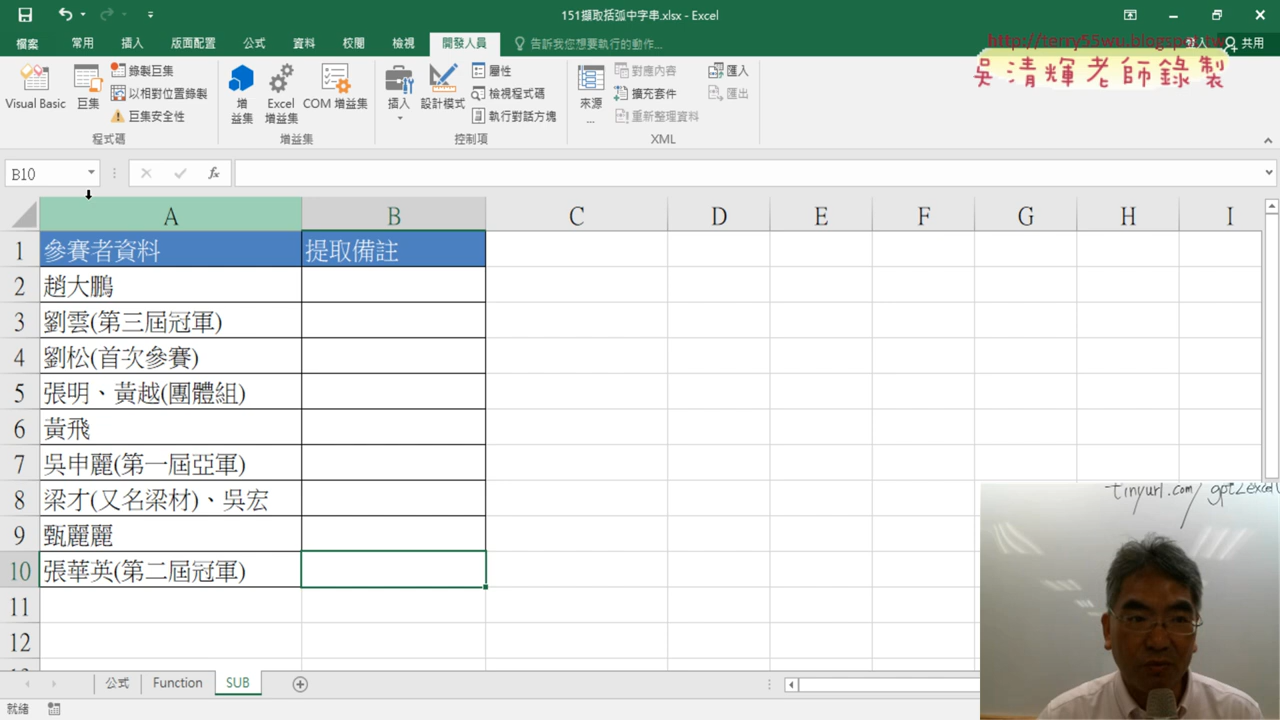 151擷取括弧中字串.xlsx - Excel
檔案 常用 插入 版面配置 公式 資料 校閱 檢視 開發人員 告訴我您想要執行的動作... 登入 共用
http://terry55wu.blogspot.tw
吳清輝老師錄製
Visual Basic 巨集 錄製巨集 以相對位置錄製 巨集安全性
增益集 Excel 增益集 COM 增益集
插入 設計模式 屬性 檢視程式碼 執行對話方塊
來源... 對應內容 擴充套件 重新整理資料 匯入 匯出
程式碼 增益集 控制項 XML
B10 fx
A B C D E F G H I
1 參賽者資料 提取備註
2 趙大鵬
3 劉雲(第三屆冠軍)
4 劉松(首次參賽)
5 張明、黃越(團體組)
6 黃飛
7 吳申麗(第一屆亞軍)
8 梁才(又名梁材)、吳宏
9 甄麗麗
10 張華英(第二屆冠軍)
11
12
tinyurl.com/
公式 Function SUB
就緒